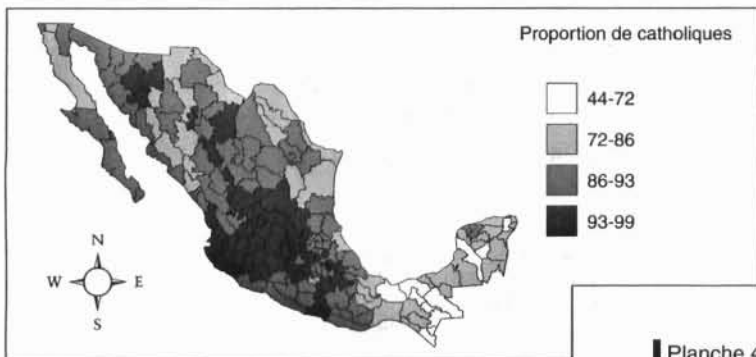 Proportion de catholiques
44-72
72-86
86-93
93-99
N
W E
S
Planche